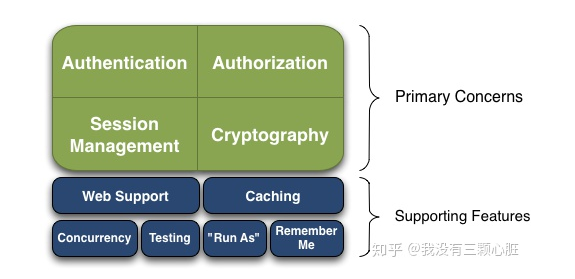 Authentication
Authorization
Session
Management
Cryptography
Primary Concerns
Web Support
Caching
Concurrency
Testing
"Run As"
Remember
Me
Supporting Features
知乎 @我没有三颗心脏